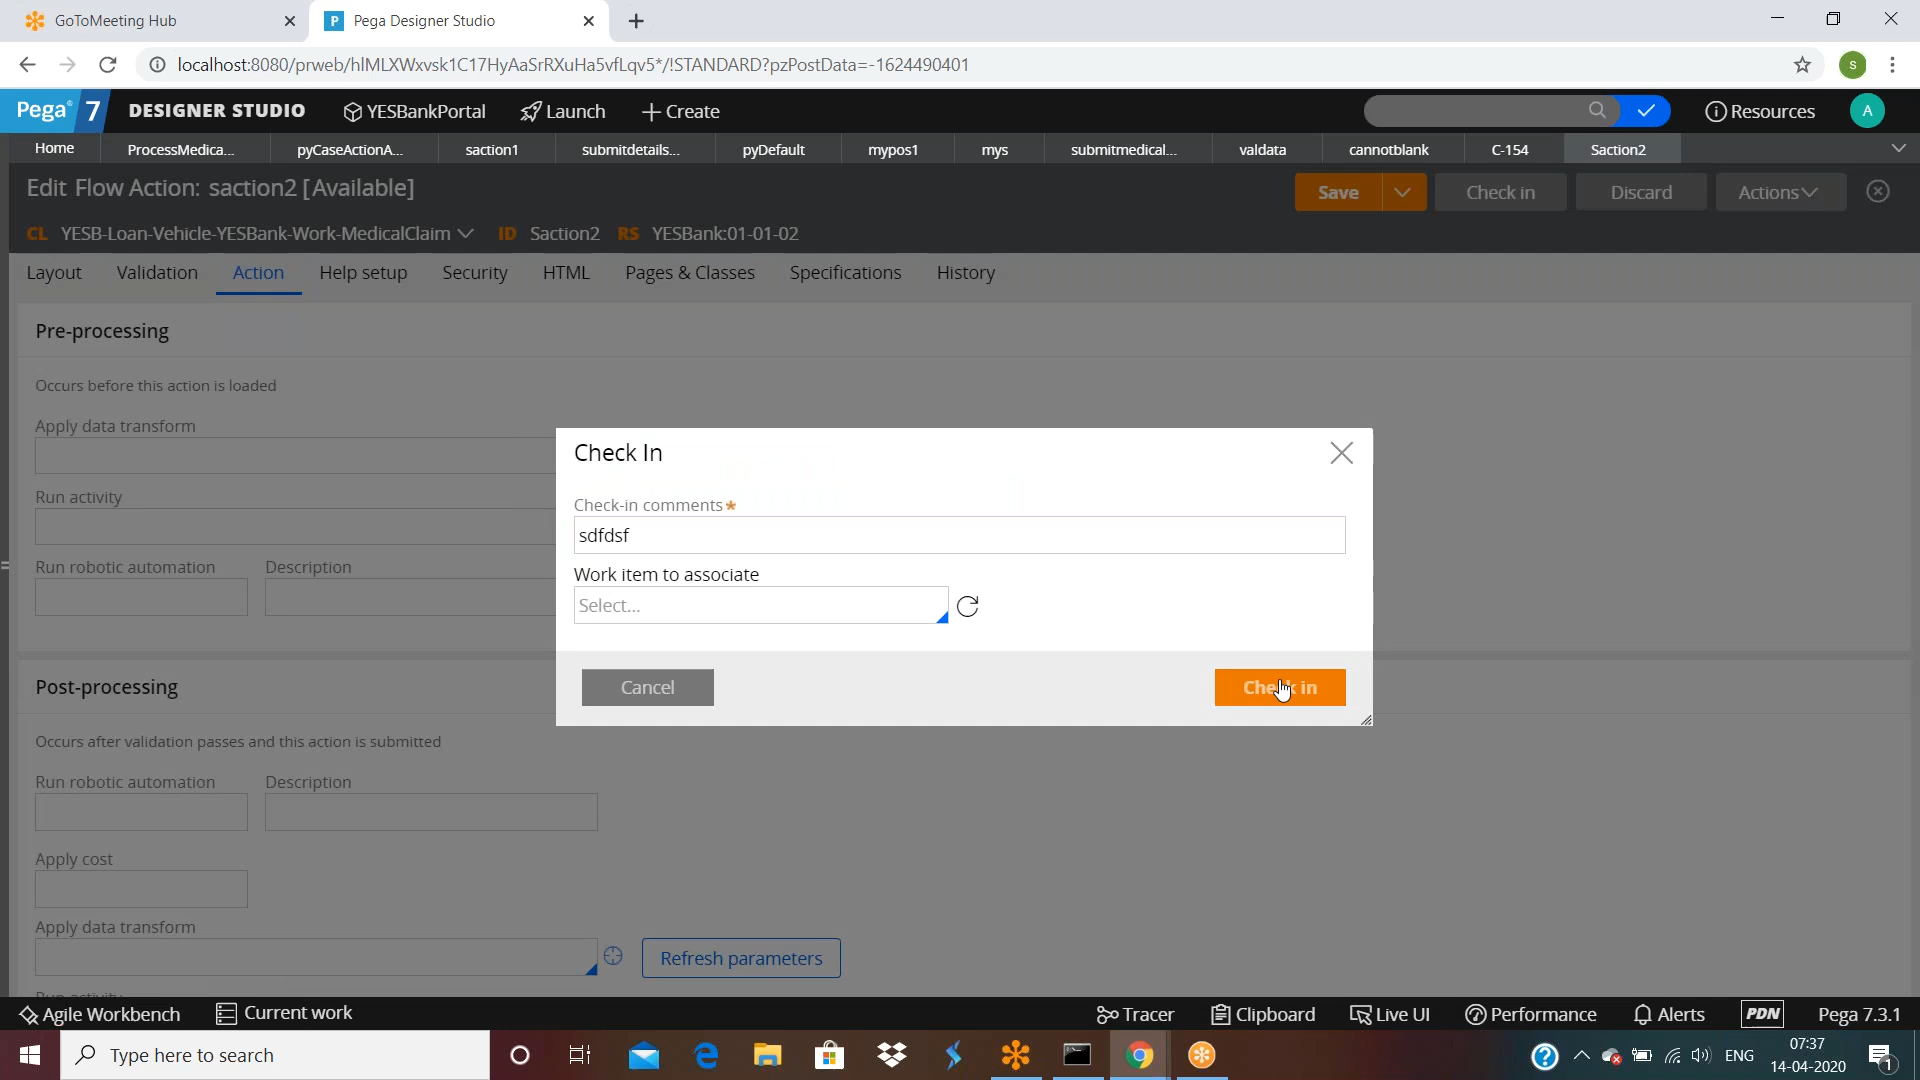 GoToMeeting Hub
Pega Designer Studio
localhost:8080/prweb/hIMLXWxvsk1C17HyAaSrRXuHa5vfLqv5*/!STANDARD?pzPostData=-1624490401
s
Pega 7 DESIGNER STUDIO YESBankPortal Launch Create Resources A
Home ProcessMedica... pyCaseActionA... saction1 submitdetails... pyDefault mypos1 mys submitmedical... valdata cannotblank C-154 Saction2
Edit Flow Action: saction2 [Available]
Save Check in Discard Actions
CL YESB-Loan-Vehicle-YESBank-Work-MedicalClaim ID Saction2 RS YESBank:01-01-02
Layout Validation Action Help setup Security HTML Pages & Classes Specifications History
Pre-processing
Occurs before this action is loaded
Apply data transform
Run activity
Run robotic automation Description
Check In
Check-in comments*
sdfdsf
Work item to associate
Select...
Cancel Check in
Post-processing
Occurs after validation passes and this action is submitted
Run robotic automation Description
Apply cost
Apply data transform
Refresh parameters
Run activity
Agile Workbench Current work Tracer Clipboard Live UI Performance Alerts PDN Pega 7.3.1
Type here to search
ENG
07:37
14-04-2020
1